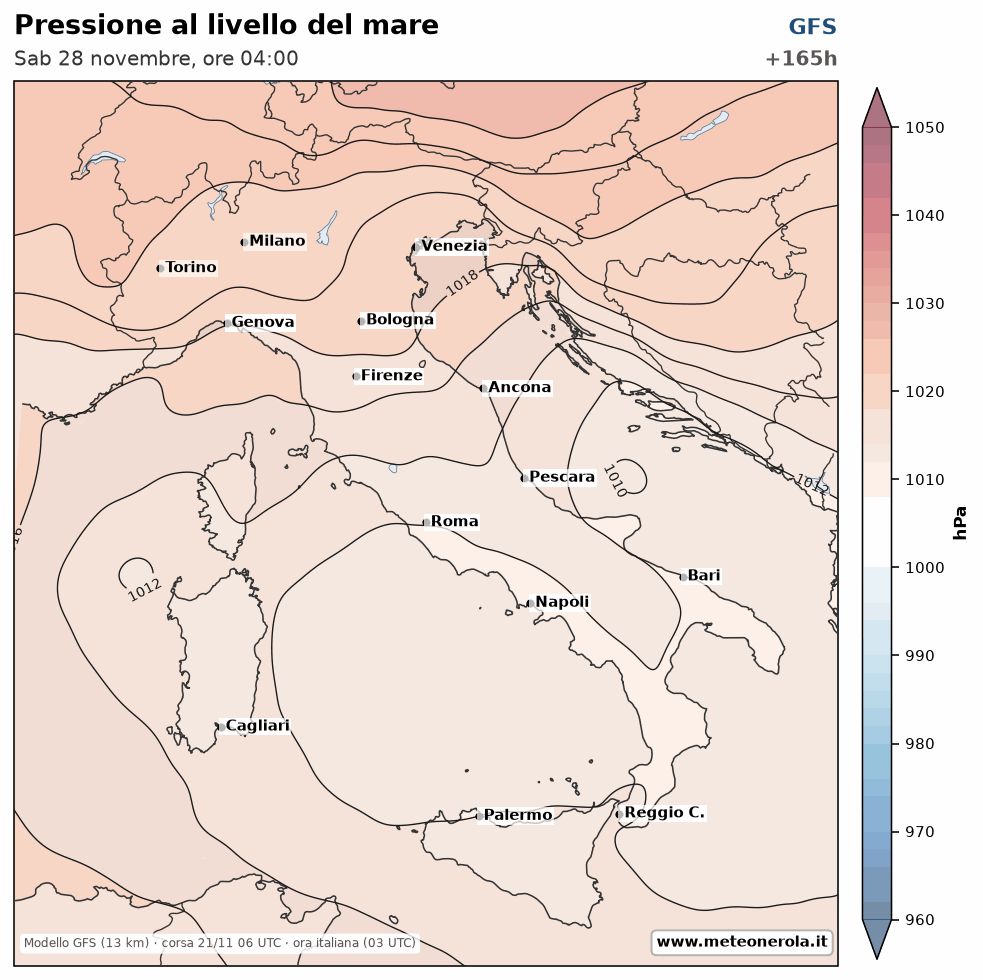 Pressione al livello del mare
GFS
Sab 28 novembre, ore 04:00
+165h
1050
1040
1030
1020
1010
1000
990
980
970
960
hPa
Milano
Venezia
Torino
1018
Genova
Bologna
Firenze
Ancona
Pescara
1010
1012
Roma
16
Bari
1012
Napoli
Cagliari
Palermo
Reggio C.
Modello GFS (13 km) · corsa 21/11 06 UTC · ora italiana (03 UTC)
www.meteonerola.it